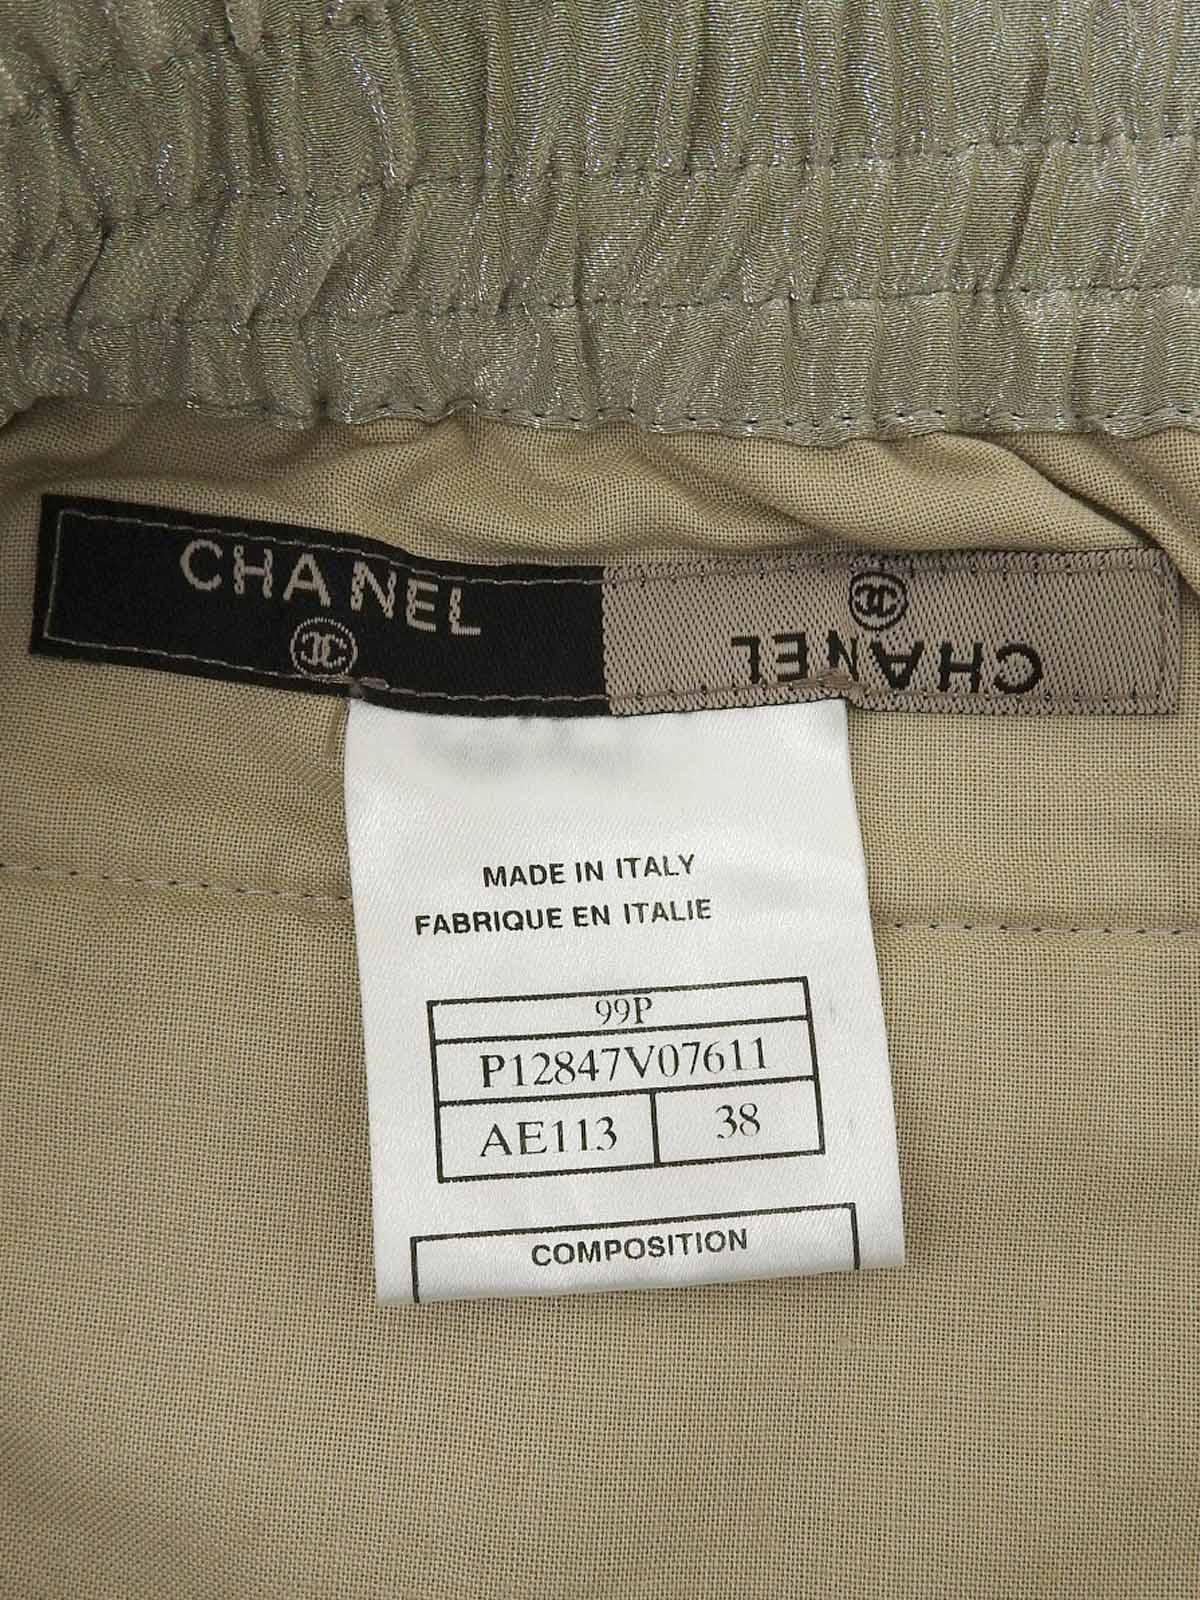 CHANEL
CHANEL
MADE IN ITALY
FABRIQUE EN ITALIE
99P
P12847V07611
AE113 38
COMPOSITION